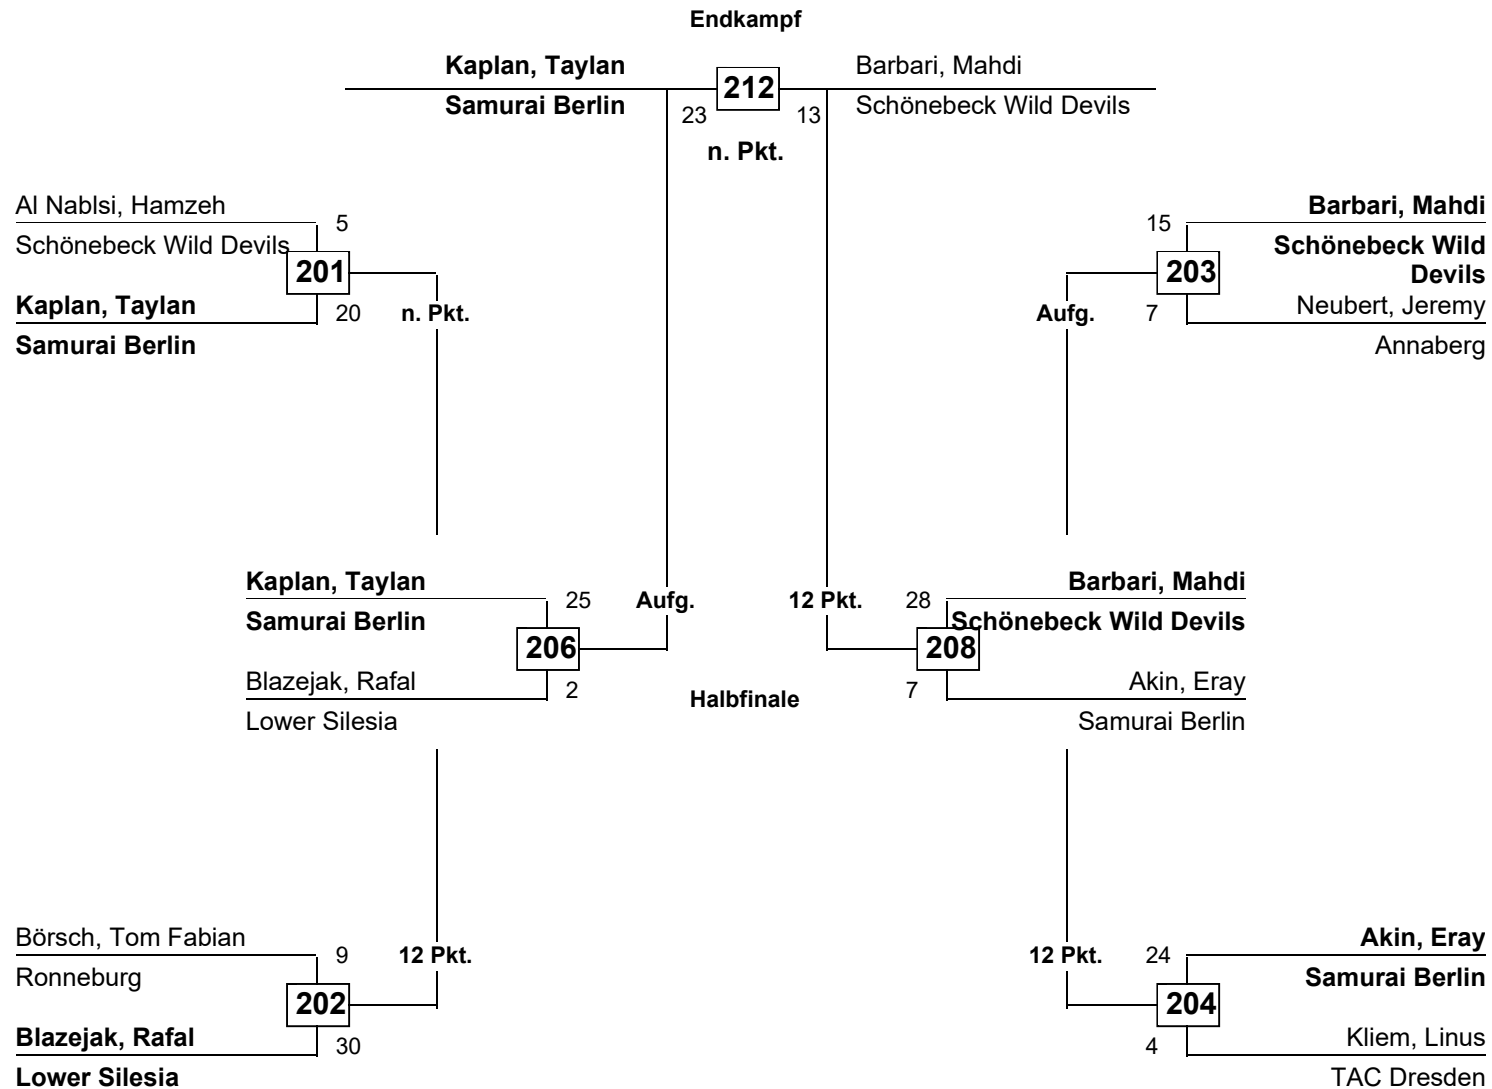 Endkampf
Kaplan, Taylan
Samurai Berlin
23
212
13
n. Pkt.
Barbari, Mahdi
Schönebeck Wild Devils
Al Nablsi, Hamzeh
Schönebeck Wild Devils
5
201
Kaplan, Taylan
Samurai Berlin
20
n. Pkt.
15
Barbari, Mahdi
Schönebeck Wild
Devils
203
Aufg.
7
Neubert, Jeremy
Annaberg
Kaplan, Taylan
Samurai Berlin
25
Aufg.
206
Blazejak, Rafal
Lower Silesia
2
Halbfinale
12 Pkt.
28
Barbari, Mahdi
Schönebeck Wild Devils
208
7
Akin, Eray
Samurai Berlin
Börsch, Tom Fabian
Ronneburg
9
12 Pkt.
202
Blazejak, Rafal
Lower Silesia
30
12 Pkt.
24
Akin, Eray
Samurai Berlin
204
4
Kliem, Linus
TAC Dresden